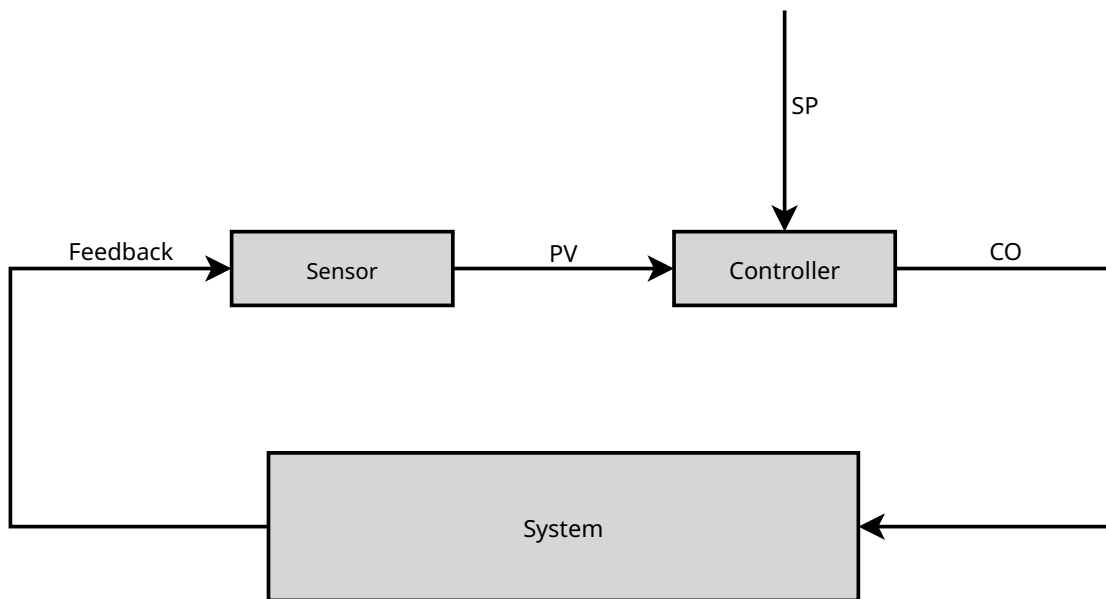 SP
Feedback
Sensor
PV
Controller
CO
System